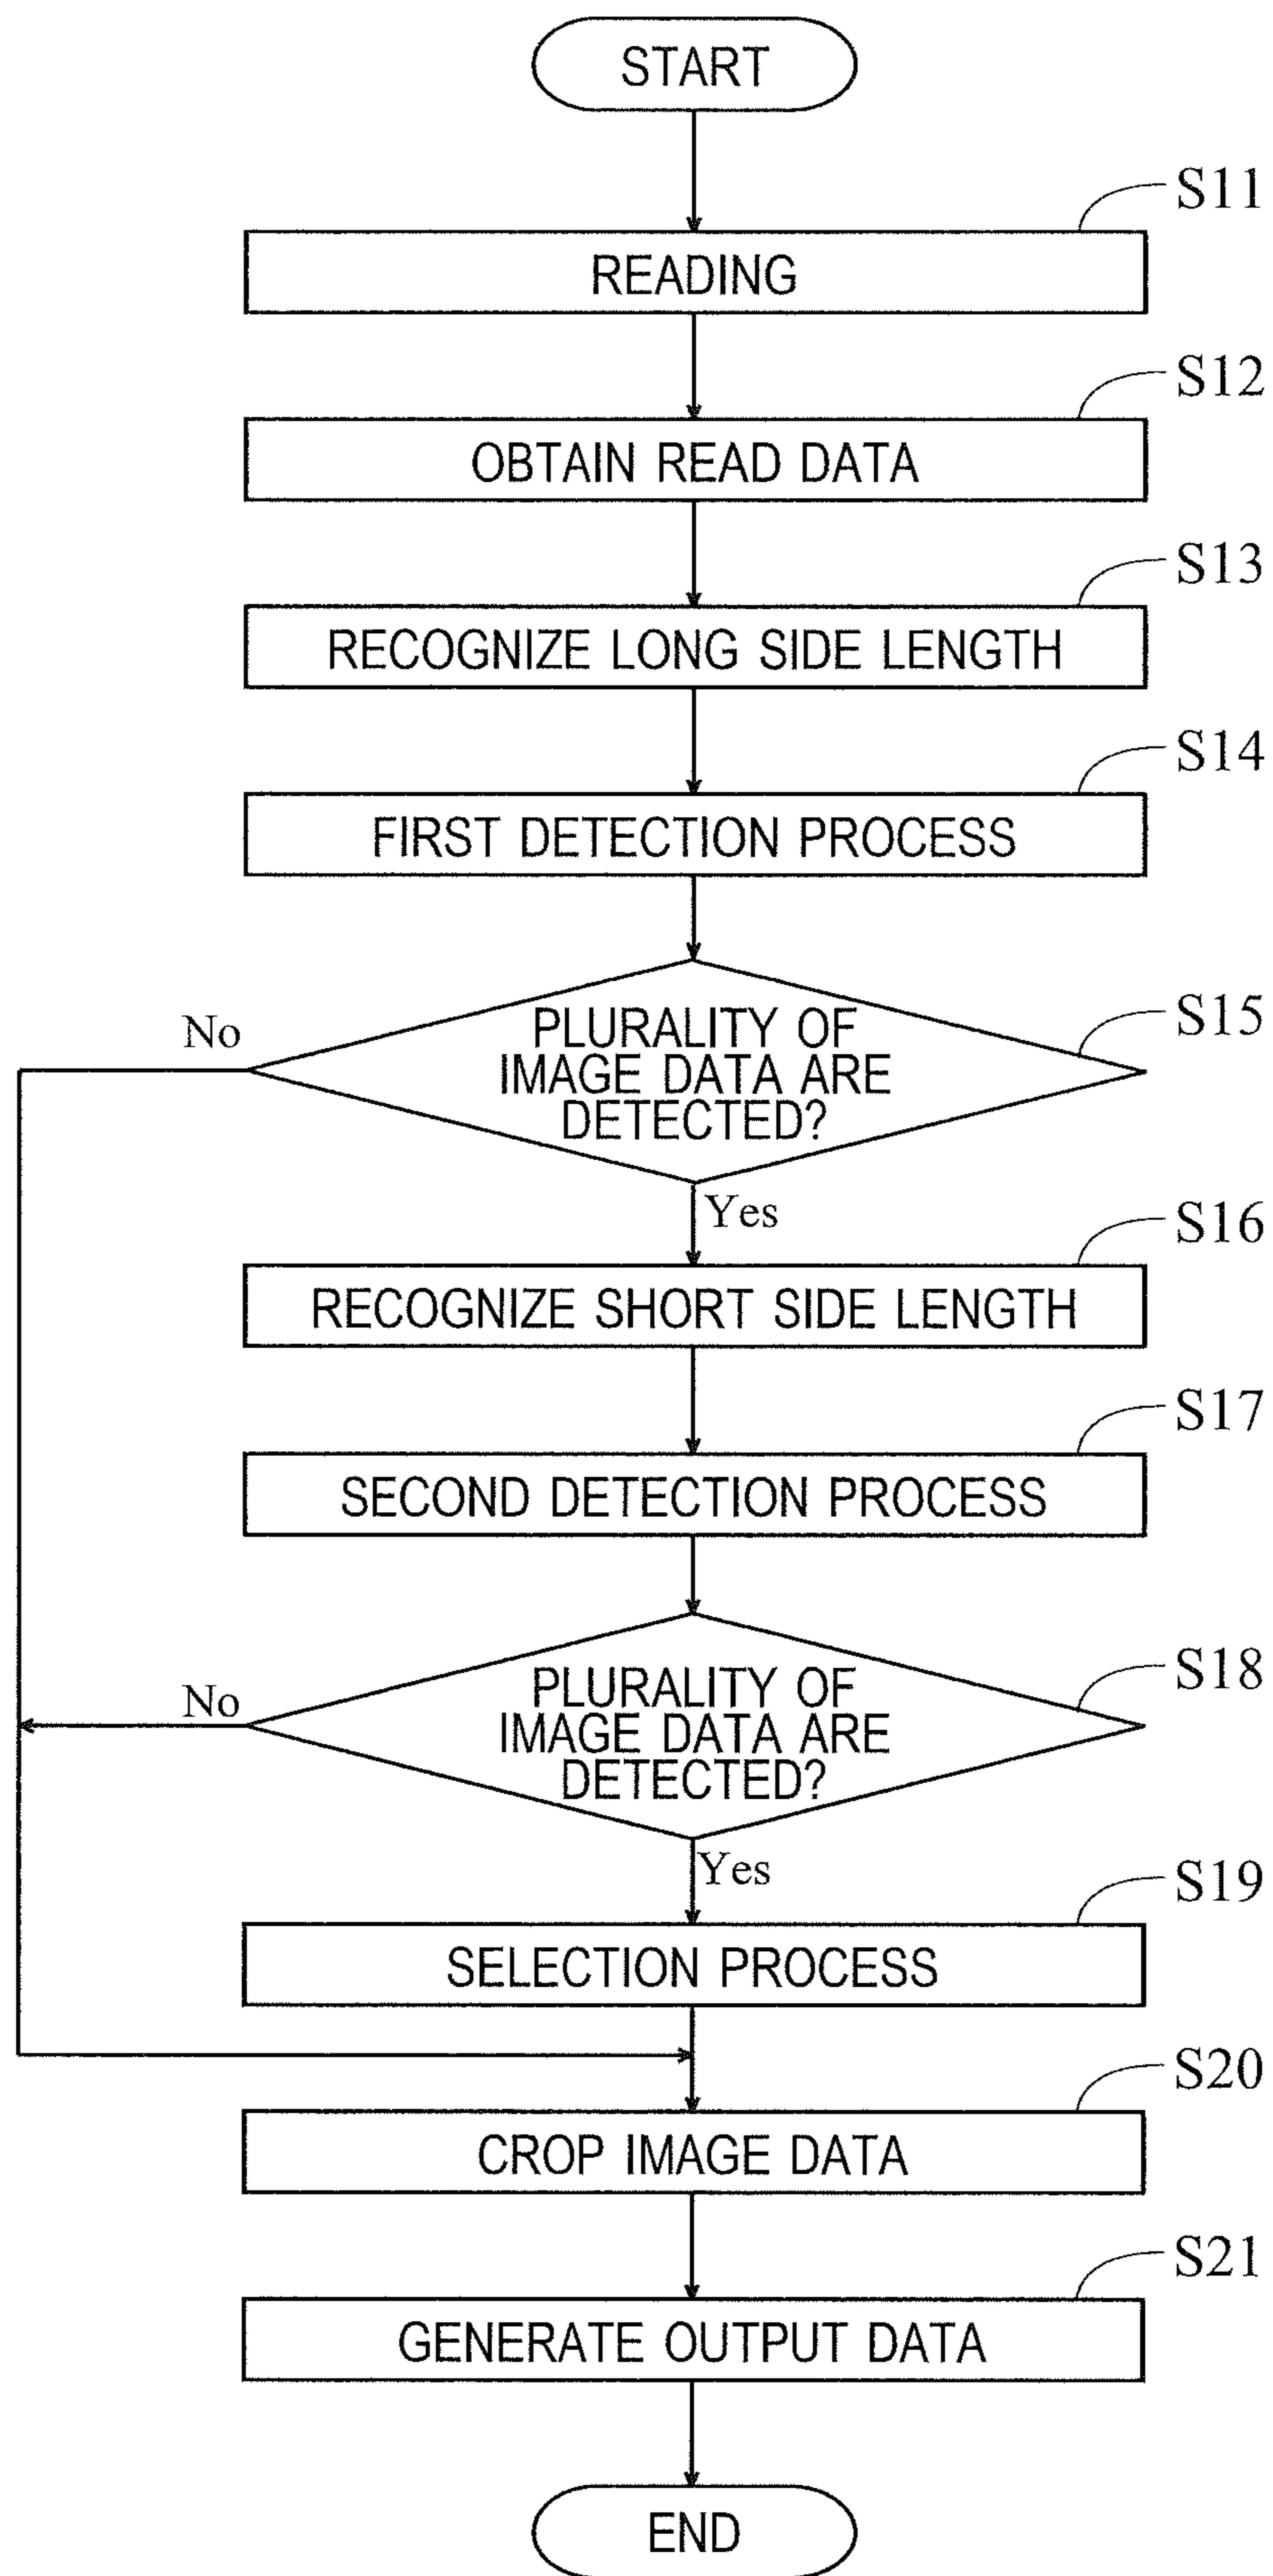 START
S11
READING
S12
OBTAIN READ DATA
S13
RECOGNIZE LONG SIDE LENGTH
S14
FIRST DETECTION PROCESS
S15
No
PLURALITY OF
IMAGE DATA ARE
DETECTED?
Yes
S16
RECOGNIZE SHORT SIDE LENGTH
S17
SECOND DETECTION PROCESS
S18
No
PLURALITY OF
IMAGE DATA ARE
DETECTED?
Yes
S19
SELECTION PROCESS
S20
CROP IMAGE DATA
S21
GENERATE OUTPUT DATA
END